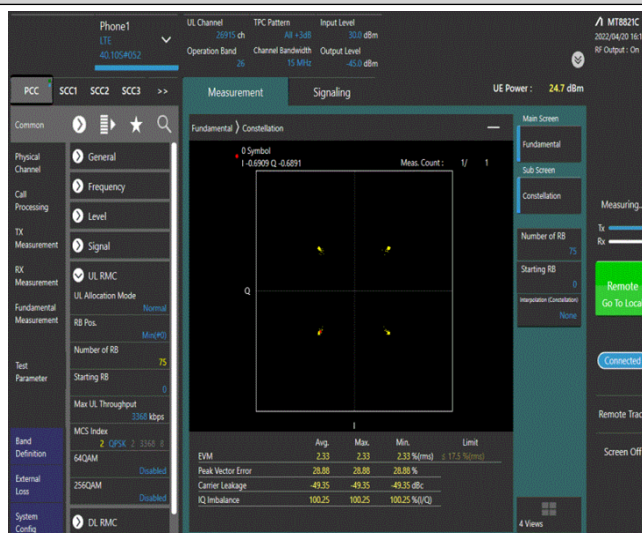 Phone1
LTE
40.105#052
UL Channel
26915 ch
TPC Pattern
All +3dB
Input Level
30.0 dBm
Operation Band
26
Channel Bandwidth
15 MHz
Output Level
-45.0 dBm
MT8821C
2022/04/20 16:1
RF Output : On
PCC SCC1 SCC2 SCC3 >>
Measurement Signaling
UE Power : 24.7 dBm
Common
Physical Channel
Call Processing
TX Measurement
RX Measurement
Fundamental Measurement
Test Parameter
Band Definition
External Loss
System Config
General
Frequency
Level
Signal
UL RMC
UL Allocation Mode
Normal
RB Pos.
Min(#0)
Number of RB
75
Starting RB
0
Max UL Throughput
3368 kbps
MCS Index
2 QPSK 2 3368 8
64QAM
Disabled
256QAM
Disabled
DL RMC
Fundamental ) Constellation
0 Symbol
I -0.6909 Q -0.6891
Meas. Count : 1/ 1
Q
I
Avg. Max. Min. Limit
EVM 2.33 2.33 2.33 %(rms) ± 17.5 %(rms)
Peak Vector Error 28.88 28.88 28.88 %
Carrier Leakage -49.35 -49.35 -49.35 dBc
IQ Imbalance 100.25 100.25 100.25 %(I/Q)
Main Screen
Fundamental
Sub Screen
Constellation
Number of RB
75
Starting RB
0
Interpolation (Constellation)
None
4 Views
Measuring...
Tx
Rx
Remote
Go To Local
Connected
Remote Trac
Screen Off